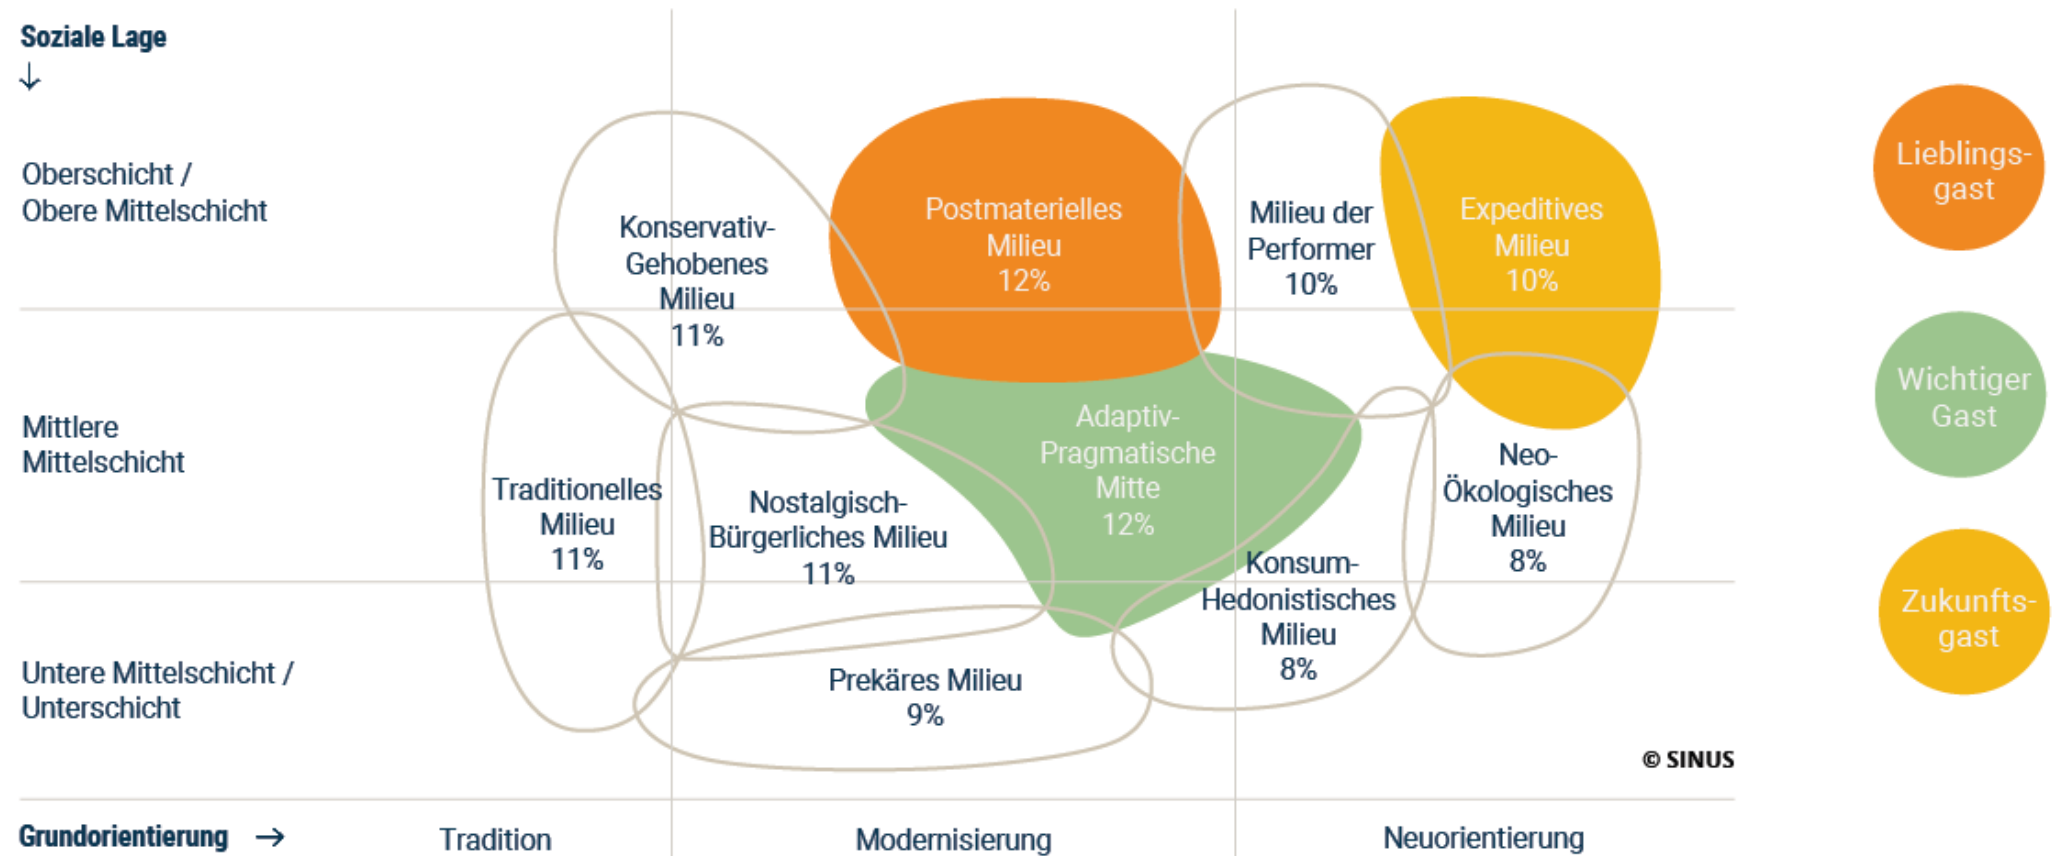 Soziale Lage
↓
Oberschicht /
Obere Mittelschicht
Mittlere
Mittelschicht
Untere Mittelschicht /
Unterschicht
Konservativ-
Gehobenes
Milieu
11%
Postmaterielles
Milieu
12%
Milieu der
Performer
10%
Expeditives
Milieu
10%
Traditionelles
Milieu
11%
Nostalgisch-
Bürgerliches Milieu
11%
Adaptiv-
Pragmatische
Mitte
12%
Konsum-
Hedonistisches
Milieu
8%
Neo-
Ökologisches
Milieu
8%
Prekäres Milieu
9%
© SINUS
Grundorientierung →
Tradition
Modernisierung
Neuorientierung
Lieblings-
gast
Wichtiger
Gast
Zukunfts-
gast